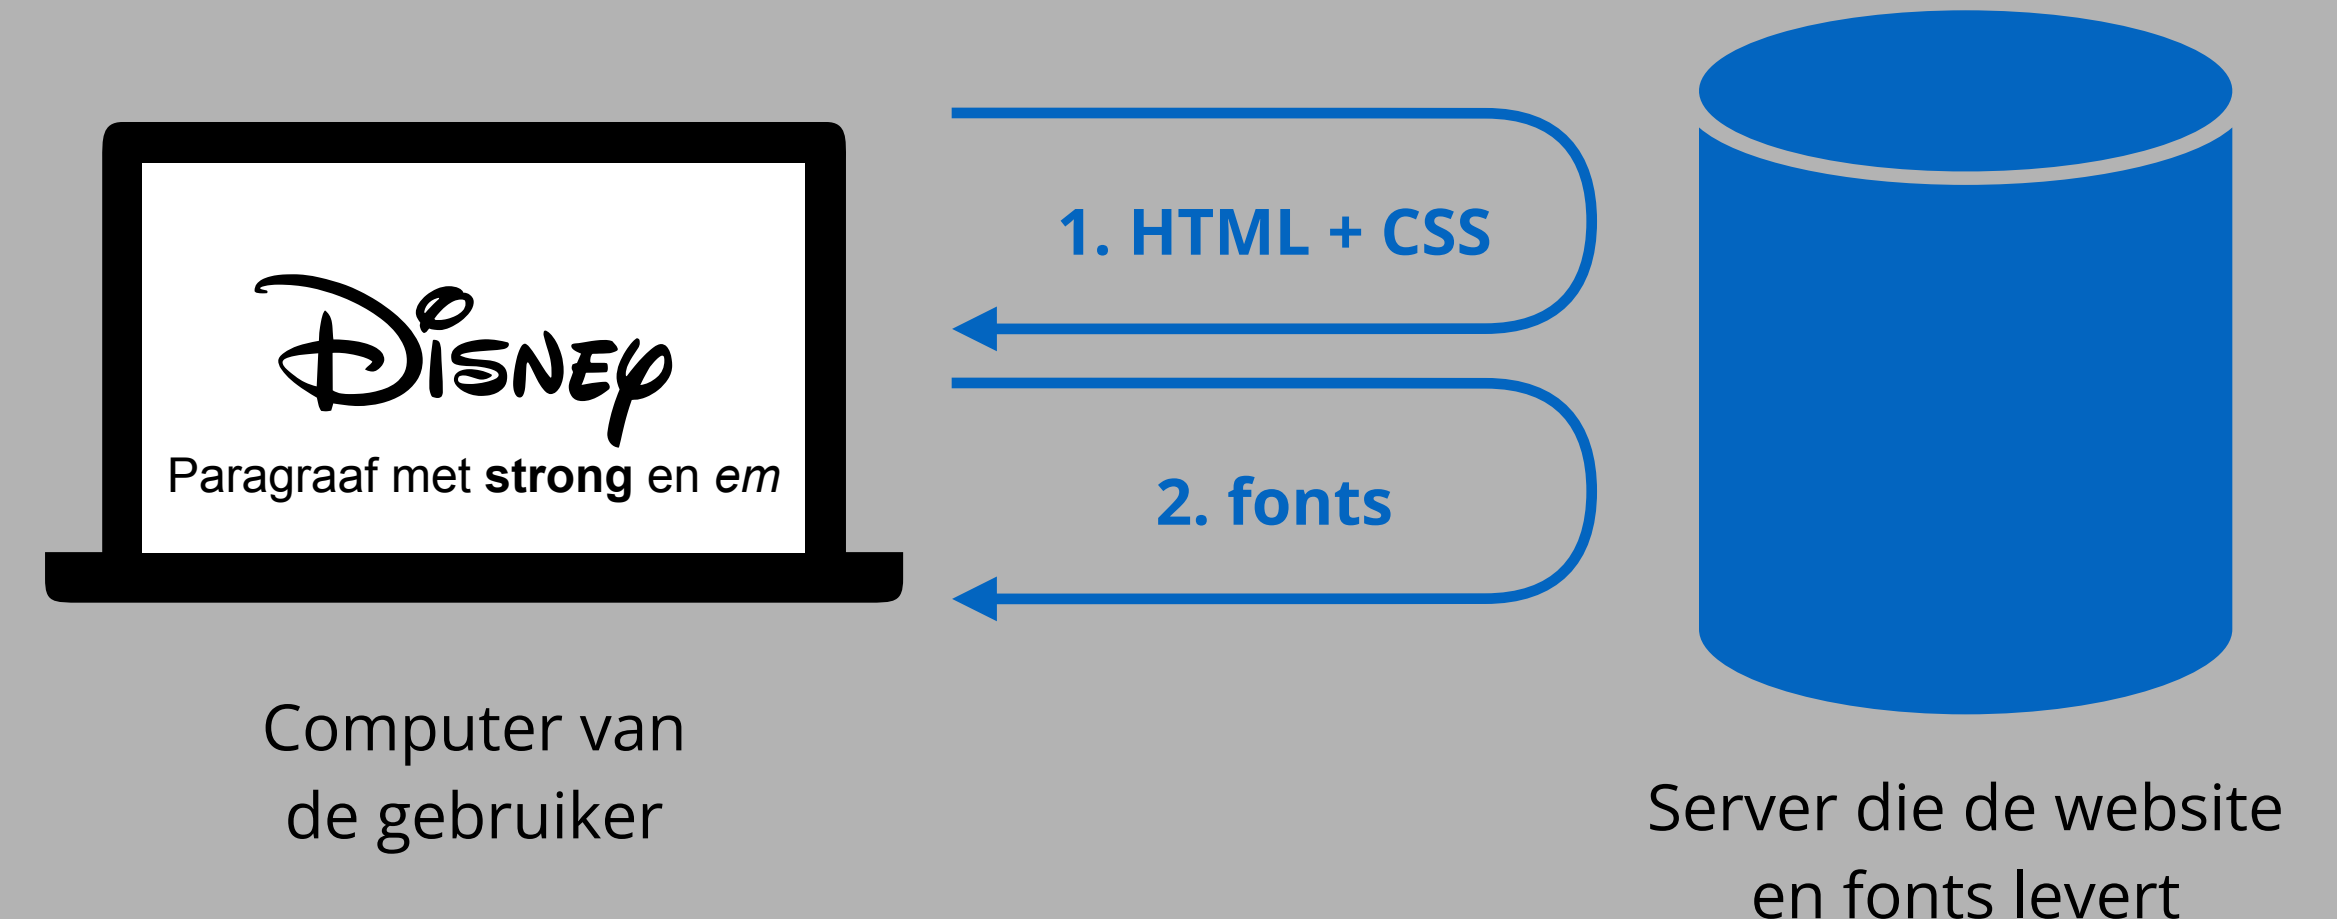 DISNEY
Paragraaf met strong en em
1. HTML + CSS
2. fonts
Computer van
de gebruiker
Server die de website
en fonts levert